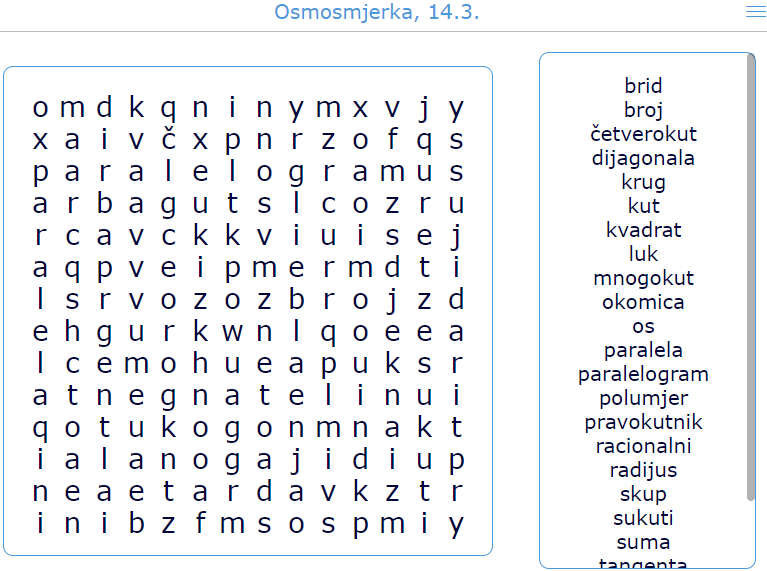 Osmosmjerka, 14.3.
o m d k q n i n y m x v j y
x a i v č x p n r z o f q s
p a r a l e l o g r a m u s
a r b a g u t s l c o z r u
r c a v c k k v i u i s e j
a q p v e i p m e r m d t i
l s r v o z o z b r o j z d
e h g u r k w n l q o e e a
l c e m o h u e a p u k s r
a t n e g n a t e l i n u i
q o t u k o g o n m n a k t
i a l a n o g a j i d i u p
n e a e t a r d a v k z t r
i n i b z f m s o s p m i y
brid
broj
četverokut
dijagonala
krug
kut
kvadrat
luk
mnogokut
okomica
os
paralela
paralelogram
polumjer
pravokutnik
racionalni
radijus
skup
sukuti
suma
tangenta